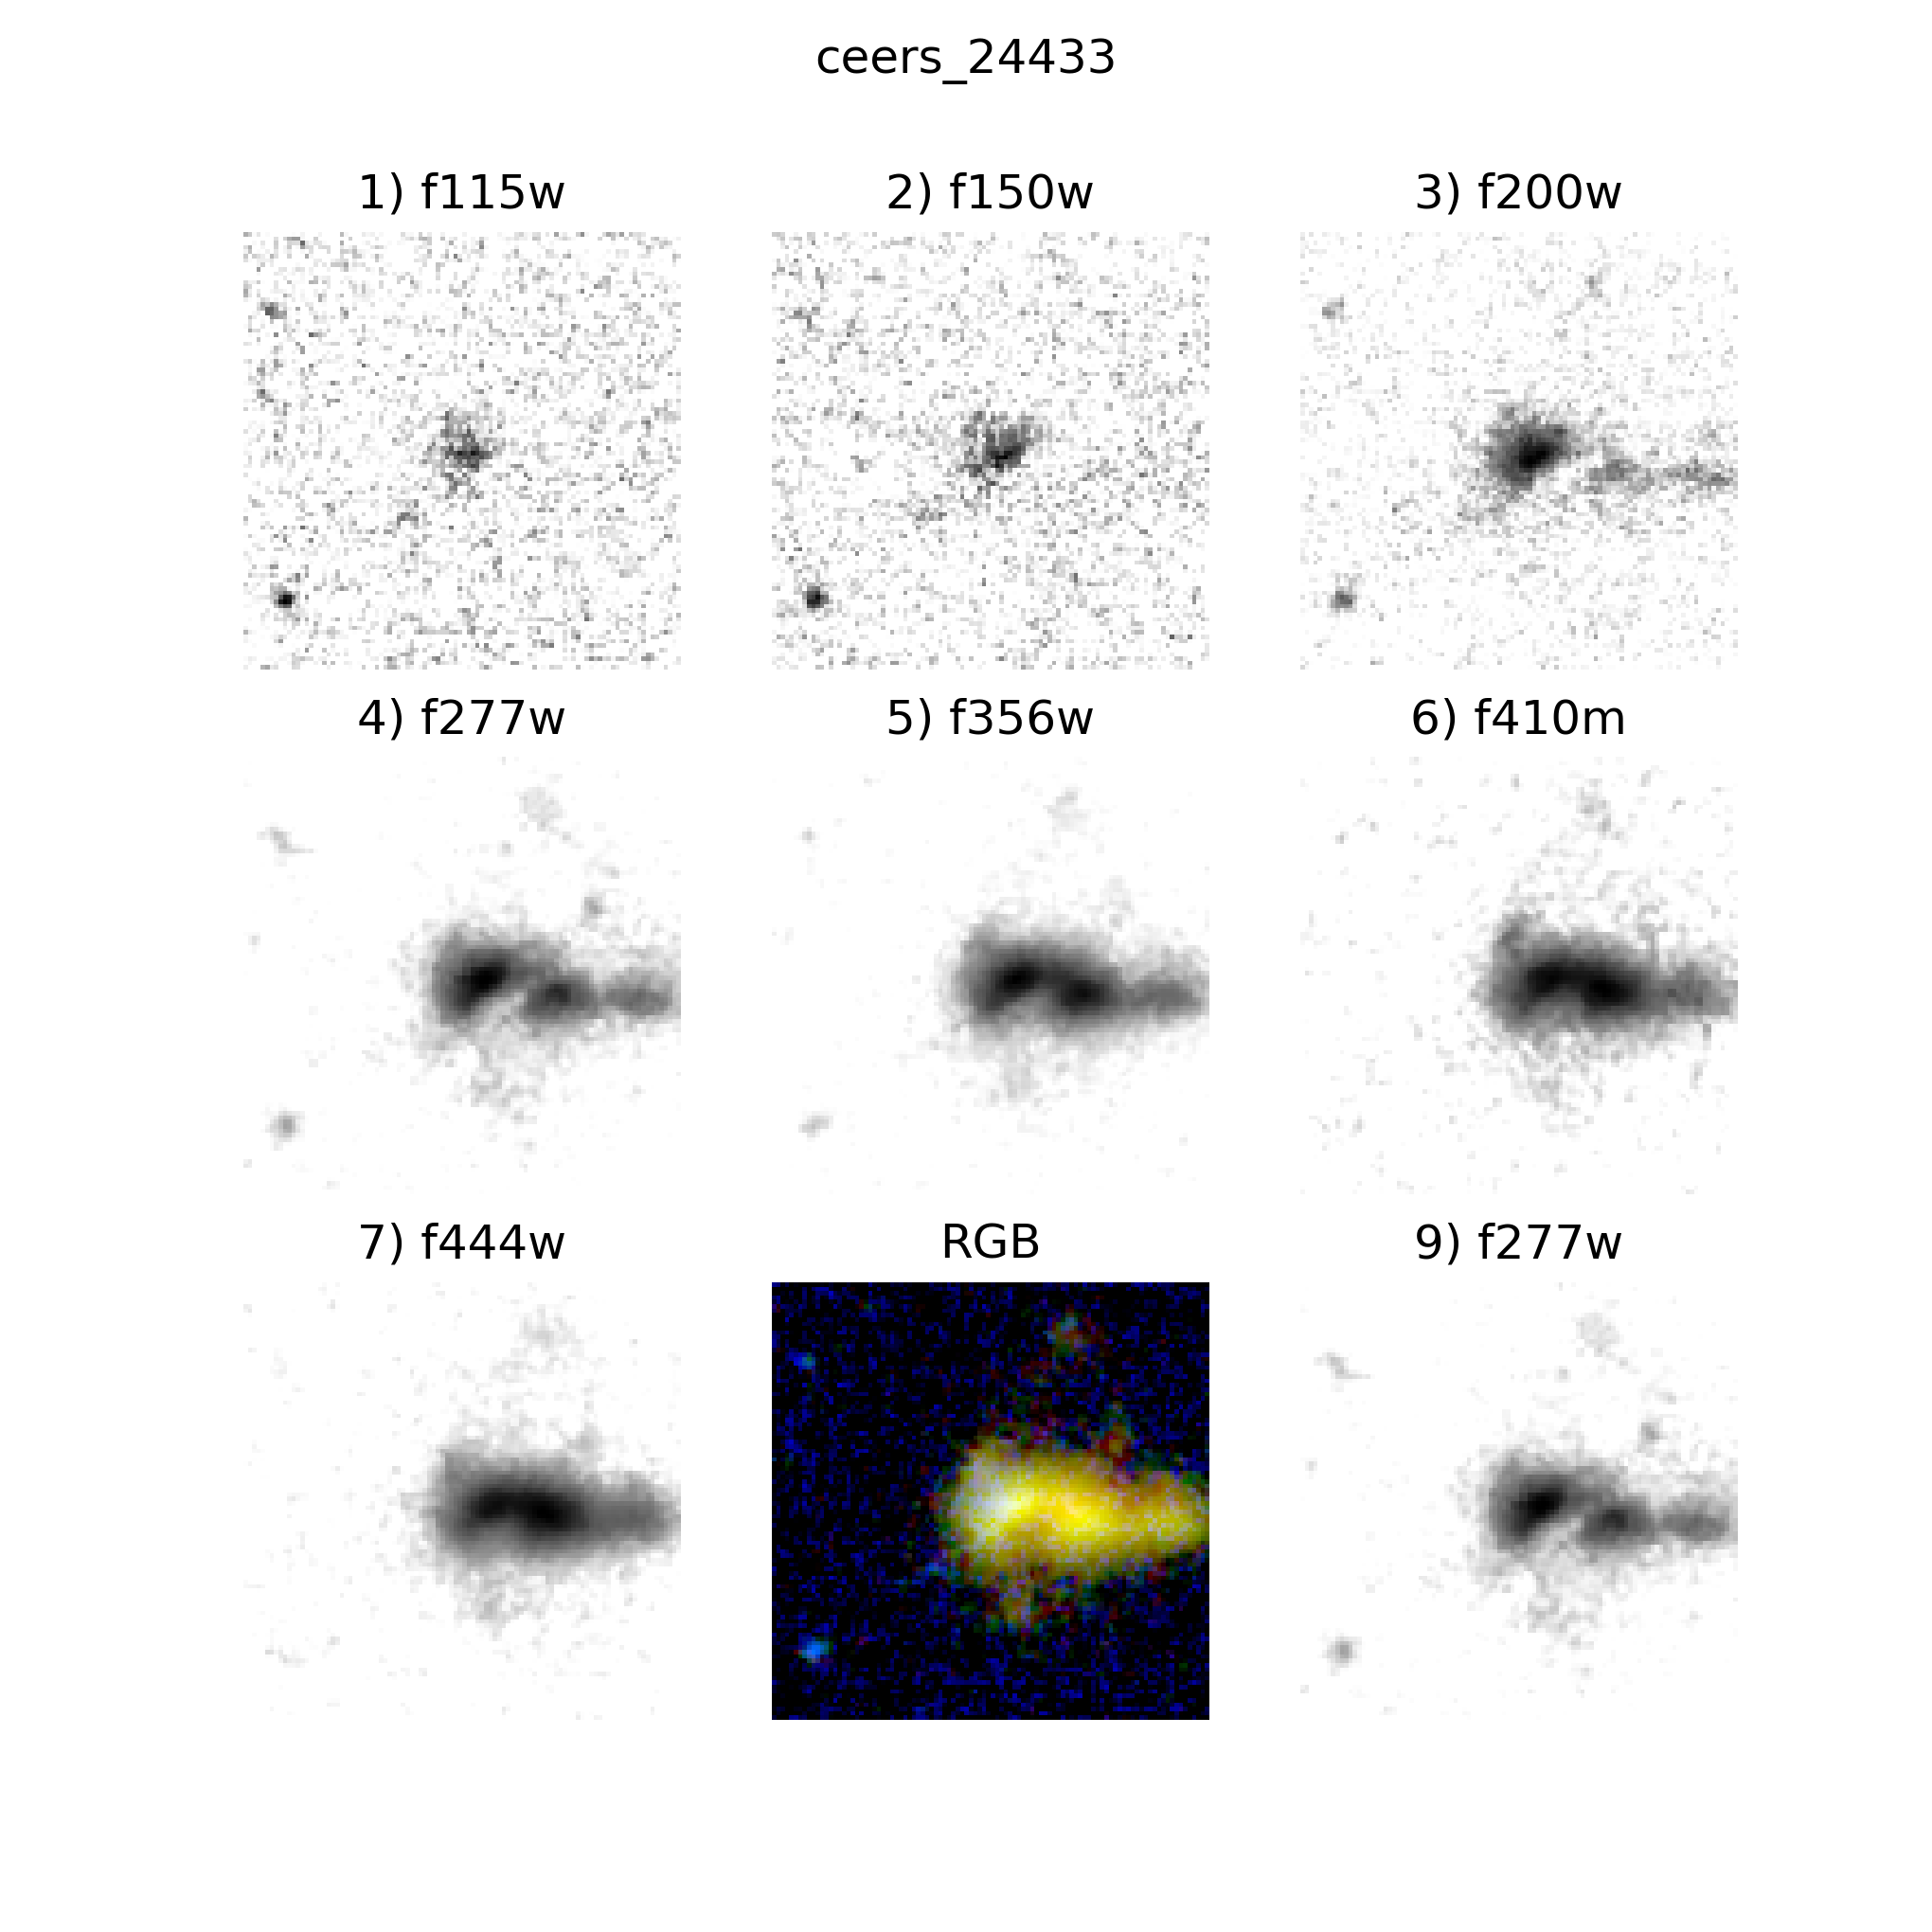 ceers_24433
1) f115w
2) f150w
3) f200w
4) f277w
5) f356w
6) f410m
7) f444w
RGB
9) f277w